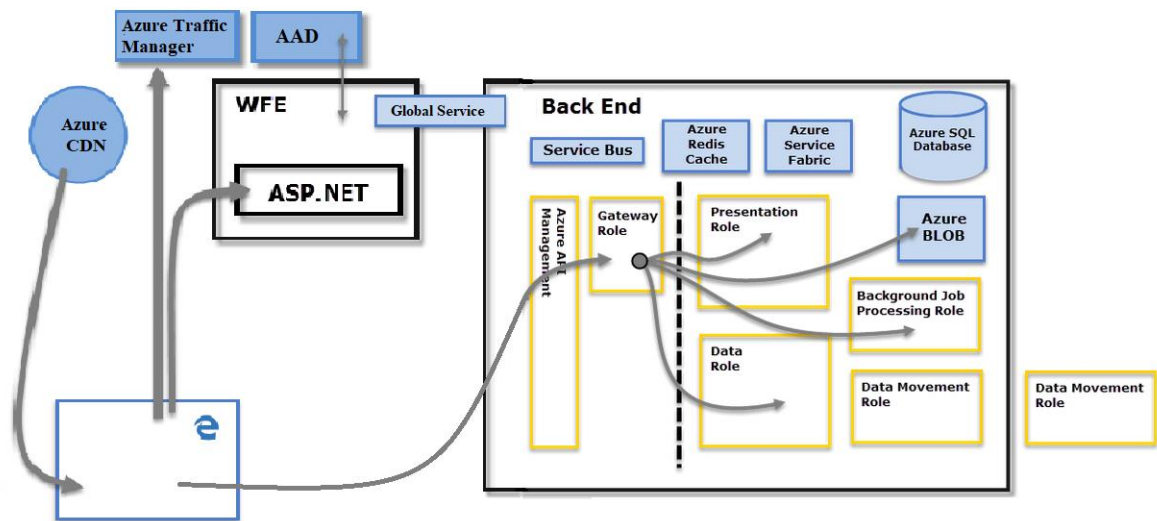 Azure Traffic
Manager
AAD
Azure
CDN
WFE
Global Service
ASP.NET
Back End
Service Bus
Azure
Redis
Cache
Azure
Service
Fabric
Azure SQL
Database
Azure API
Management
Gateway
Role
Presentation
Role
Azure
BLOB
Background Job
Processing Role
Data
Role
Data Movement
Role
Data Movement
Role